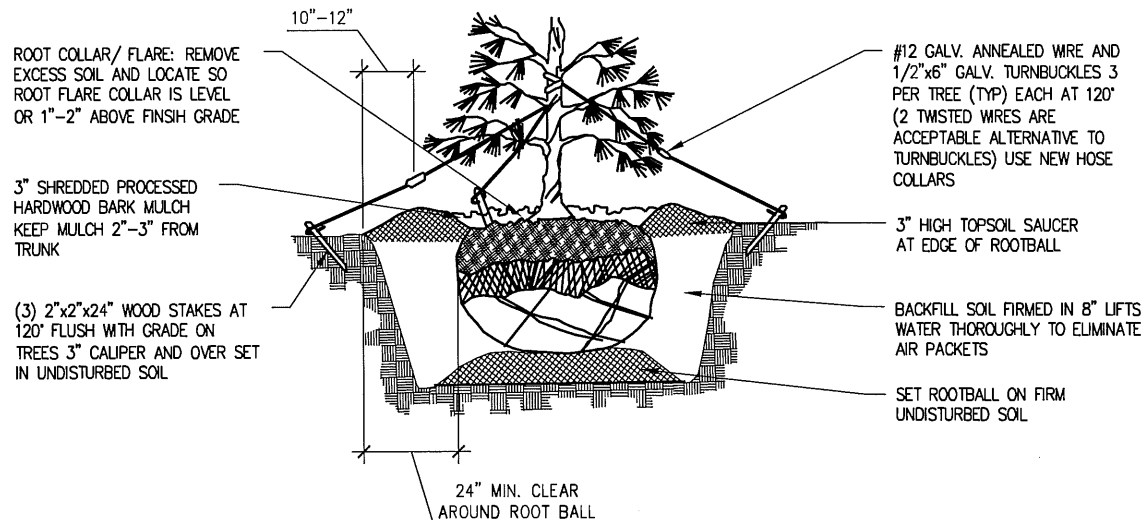 10"-12"
ROOT COLLAR/ FLARE: REMOVE
EXCESS SOIL AND LOCATE SO
ROOT FLARE COLLAR IS LEVEL
OR 1"-2" ABOVE FINSIH GRADE
3" SHREDDED PROCESSED
HARDWOOD BARK MULCH
KEEP MULCH 2"-3" FROM
TRUNK
(3) 2"x2"x24" WOOD STAKES AT
120° FLUSH WITH GRADE ON
TREES 3" CALIPER AND OVER SET
IN UNDISTURBED SOIL
#12 GALV. ANNEALED WIRE AND
1/2"x6" GALV. TURNBUCKLES 3
PER TREE (TYP) EACH AT 120°
(2 TWISTED WIRES ARE
ACCEPTABLE ALTERNATIVE TO
TURNBUCKLES) USE NEW HOSE
COLLARS
3" HIGH TOPSOIL SAUCER
AT EDGE OF ROOTBALL
BACKFILL SOIL FIRMED IN 8" LIFTS
WATER THOROUGHLY TO ELIMINATE
AIR PACKETS
SET ROOTBALL ON FIRM
UNDISTURBED SOIL
24" MIN. CLEAR
AROUND ROOT BALL